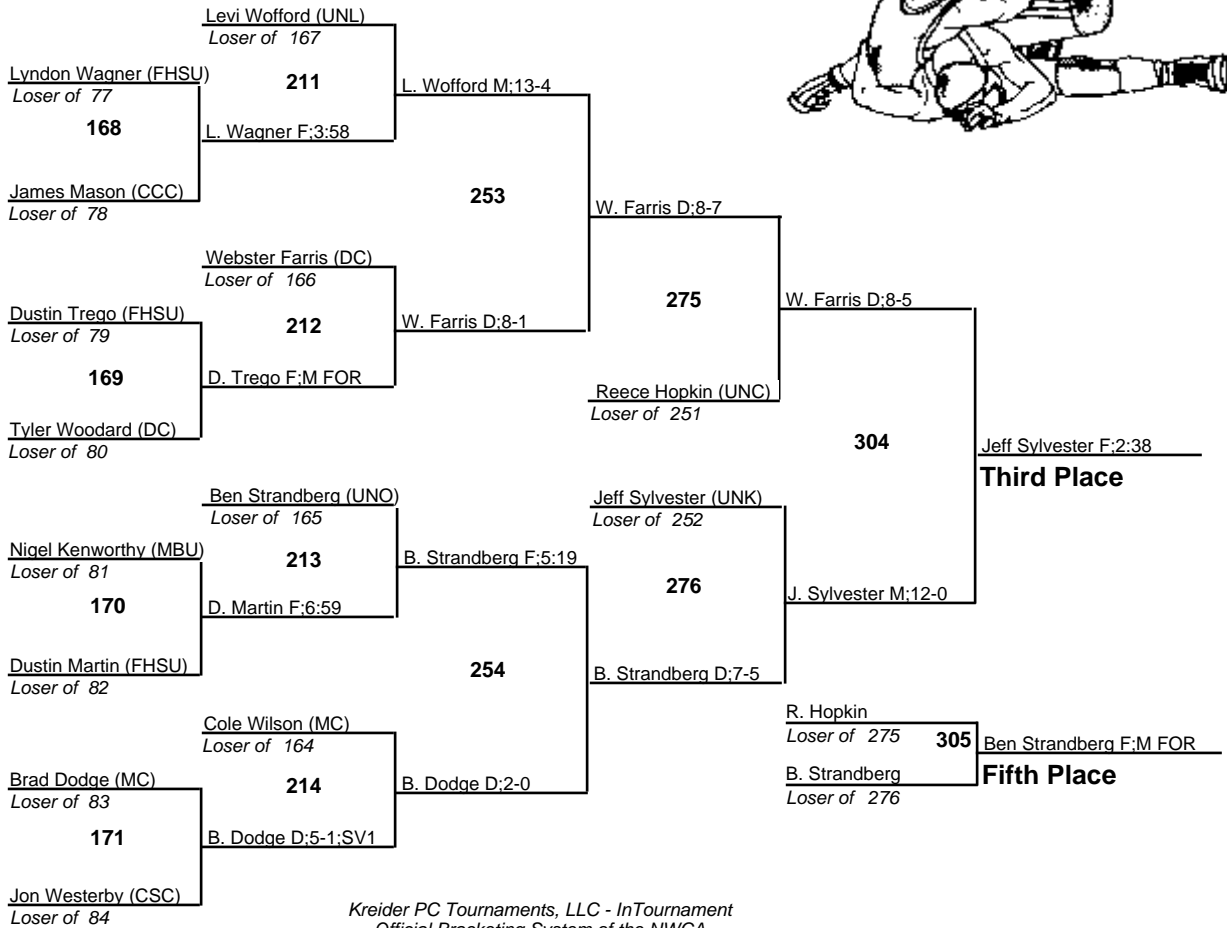 Levi Wofford (UNL)
Loser of 167
Lyndon Wagner (FHSU)
Loser of 77
211
L. Wofford M;13-4
168
L. Wagner F;3:58
James Mason (CCC)
Loser of 78
253
W. Farris D;8-7
Webster Farris (DC)
Loser of 166
Dustin Trego (FHSU)
Loser of 79
212
W. Farris D;8-1
275
W. Farris D;8-5
169
D. Trego F;M FOR
Reece Hopkin (UNC)
Loser of 251
Tyler Woodard (DC)
Loser of 80
304
Jeff Sylvester F;2:38
Third Place
Ben Strandberg (UNO)
Loser of 165
Jeff Sylvester (UNK)
Loser of 252
Nigel Kenworthy (MBU)
Loser of 81
213
B. Strandberg F;5:19
276
J. Sylvester M;12-0
170
D. Martin F;6:59
Dustin Martin (FHSU)
Loser of 82
254
B. Strandberg D;7-5
Cole Wilson (MC)
Loser of 164
R. Hopkin
Loser of 275
305
Ben Strandberg F;M FOR
Fifth Place
B. Strandberg
Loser of 276
Brad Dodge (MC)
Loser of 83
214
B. Dodge D;2-0
171
B. Dodge D;5-1;SV1
Jon Westerby (CSC)
Loser of 84
Kreider PC Tournaments, LLC - InTournament
Official Bracketing System of the NWCA